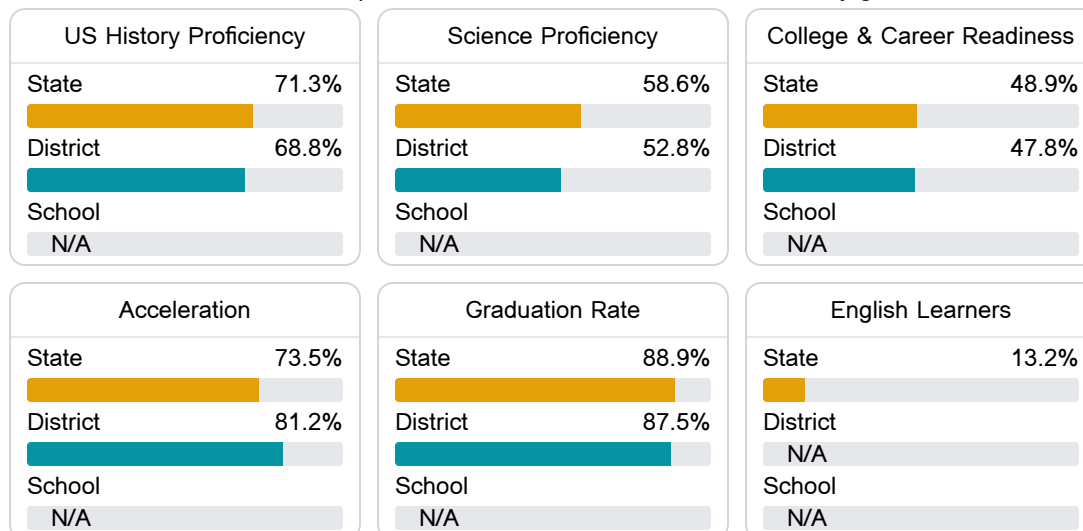 US History Proficiency
State 71.3%
District 68.8%
School
N/A
Science Proficiency
State 58.6%
District 52.8%
School
N/A
College & Career Readiness
State 48.9%
District 47.8%
School
N/A
Acceleration
State 73.5%
District 81.2%
School
N/A
Graduation Rate
State 88.9%
District 87.5%
School
N/A
English Learners
State 13.2%
District
N/A
School
N/A